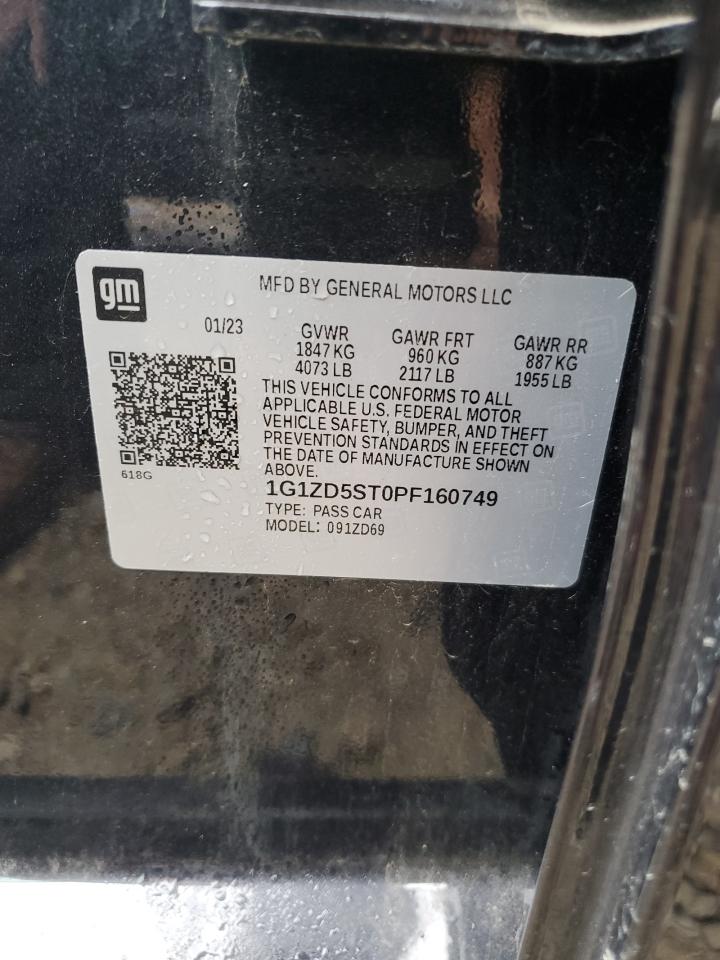 gm
MFD BY GENERAL MOTORS LLC
01/23
GVWR GAWR FRT GAWR RR
1847 KG 960 KG 887 KG
4073 LB 2117 LB 1955 LB
THIS VEHICLE CONFORMS TO ALL
APPLICABLE U.S. FEDERAL MOTOR
VEHICLE SAFETY, BUMPER, AND THEFT
PREVENTION STANDARDS IN EFFECT ON
THE DATE OF MANUFACTURE SHOWN
ABOVE.
618G
1G1ZD5ST0PF160749
TYPE: PASS CAR
MODEL: 091ZD69